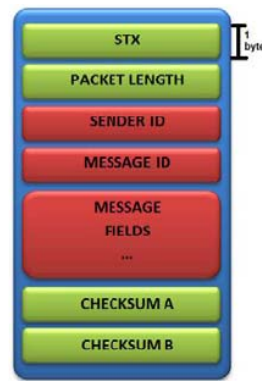 STX
1
byte
PACKET LENGTH
SENDER ID
MESSAGE ID
MESSAGE
FIELDS
...
CHECKSUM A
CHECKSUM B